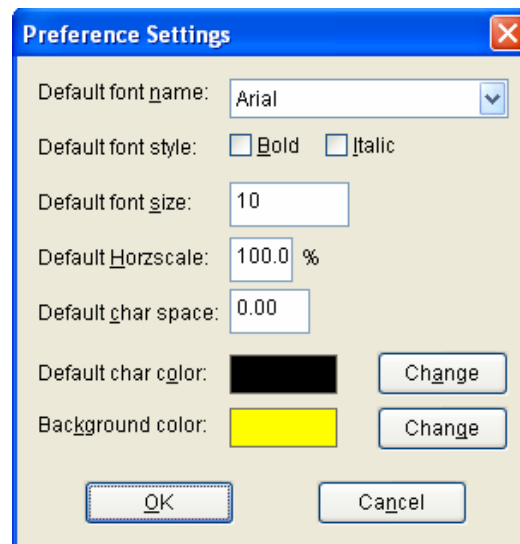 Preference Settings
Default font name: Arial
Default font style: Bold Italic
Default font size: 10
Default Horzscale: 100.0 %
Default char space: 0.00
Default char color: Change
Background color: Change
OK Cancel